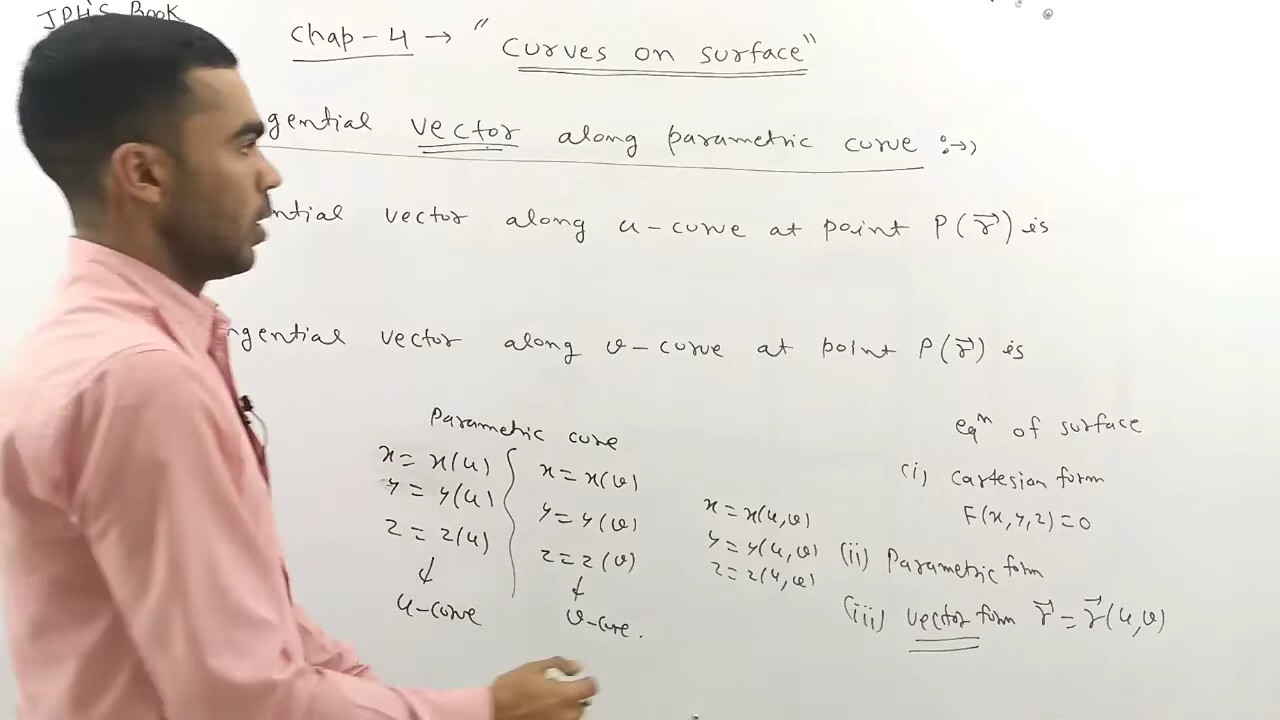 JPH's Book
Chap-4 → "Curves on surface"
gential vector along parametric curve :→
ntial vector along u-curve at point P(r⃗) is
ngential vector along v-curve at point P(r⃗) is
Parametric curve
x = x(u)
y = y(u)
z = z(u)
↓
u-curve
x = x(v)
y = y(v)
z = z(v)
↓
v-cure.
x = x(u,v)
y = y(u,v)
z = z(u,v)
eqⁿ of surface
(i) Cartesian form
F(x,y,z)=0
(ii) Parametric form
(iii) vector form r⃗ = r⃗(u,v)